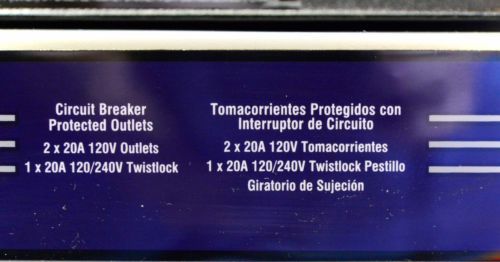 Circuit Breaker
Protected Outlets
2 x 20A 120V Outlets
1 x 20A 120/240V Twistlock
Tomacorrientes Protegidos con
Interruptor de Circuito
2 x 20A 120V Tomacorrientes
1 x 20A 120/240V Twistlock Pestillo
Giratorio de Sujeción